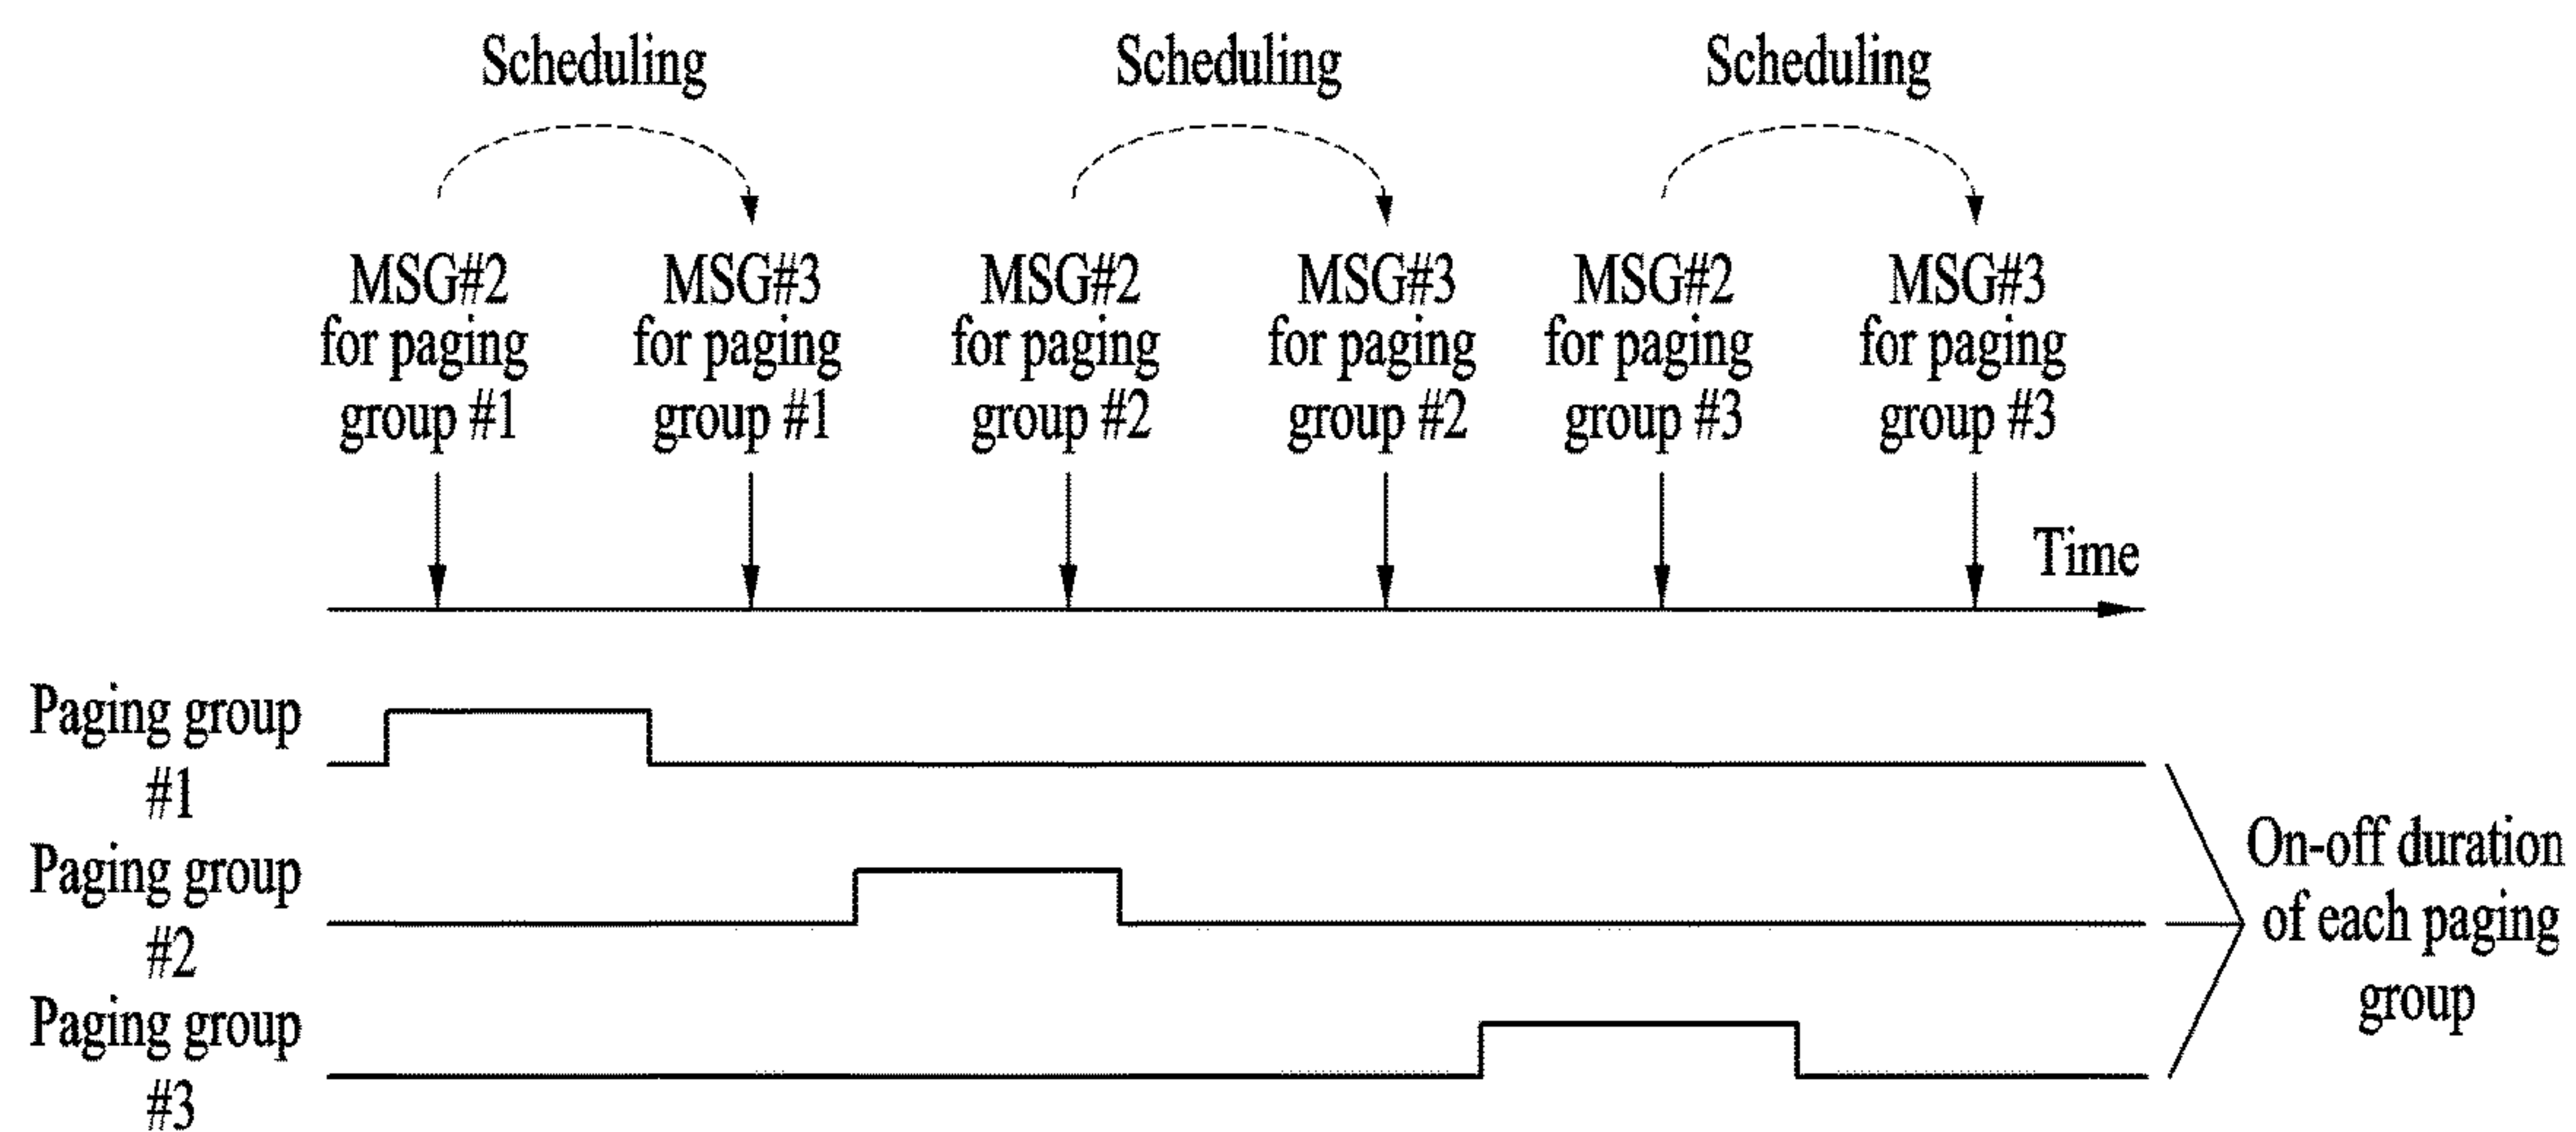 Scheduling
Scheduling
Scheduling
MSG#2
for paging
group #1
MSG#3
for paging
group #1
MSG#2
for paging
group #2
MSG#3
for paging
group #2
MSG#2
for paging
group #3
MSG#3
for paging
group #3
Time
Paging group
#1
Paging group
#2
Paging group
#3
On-off duration
of each paging
group